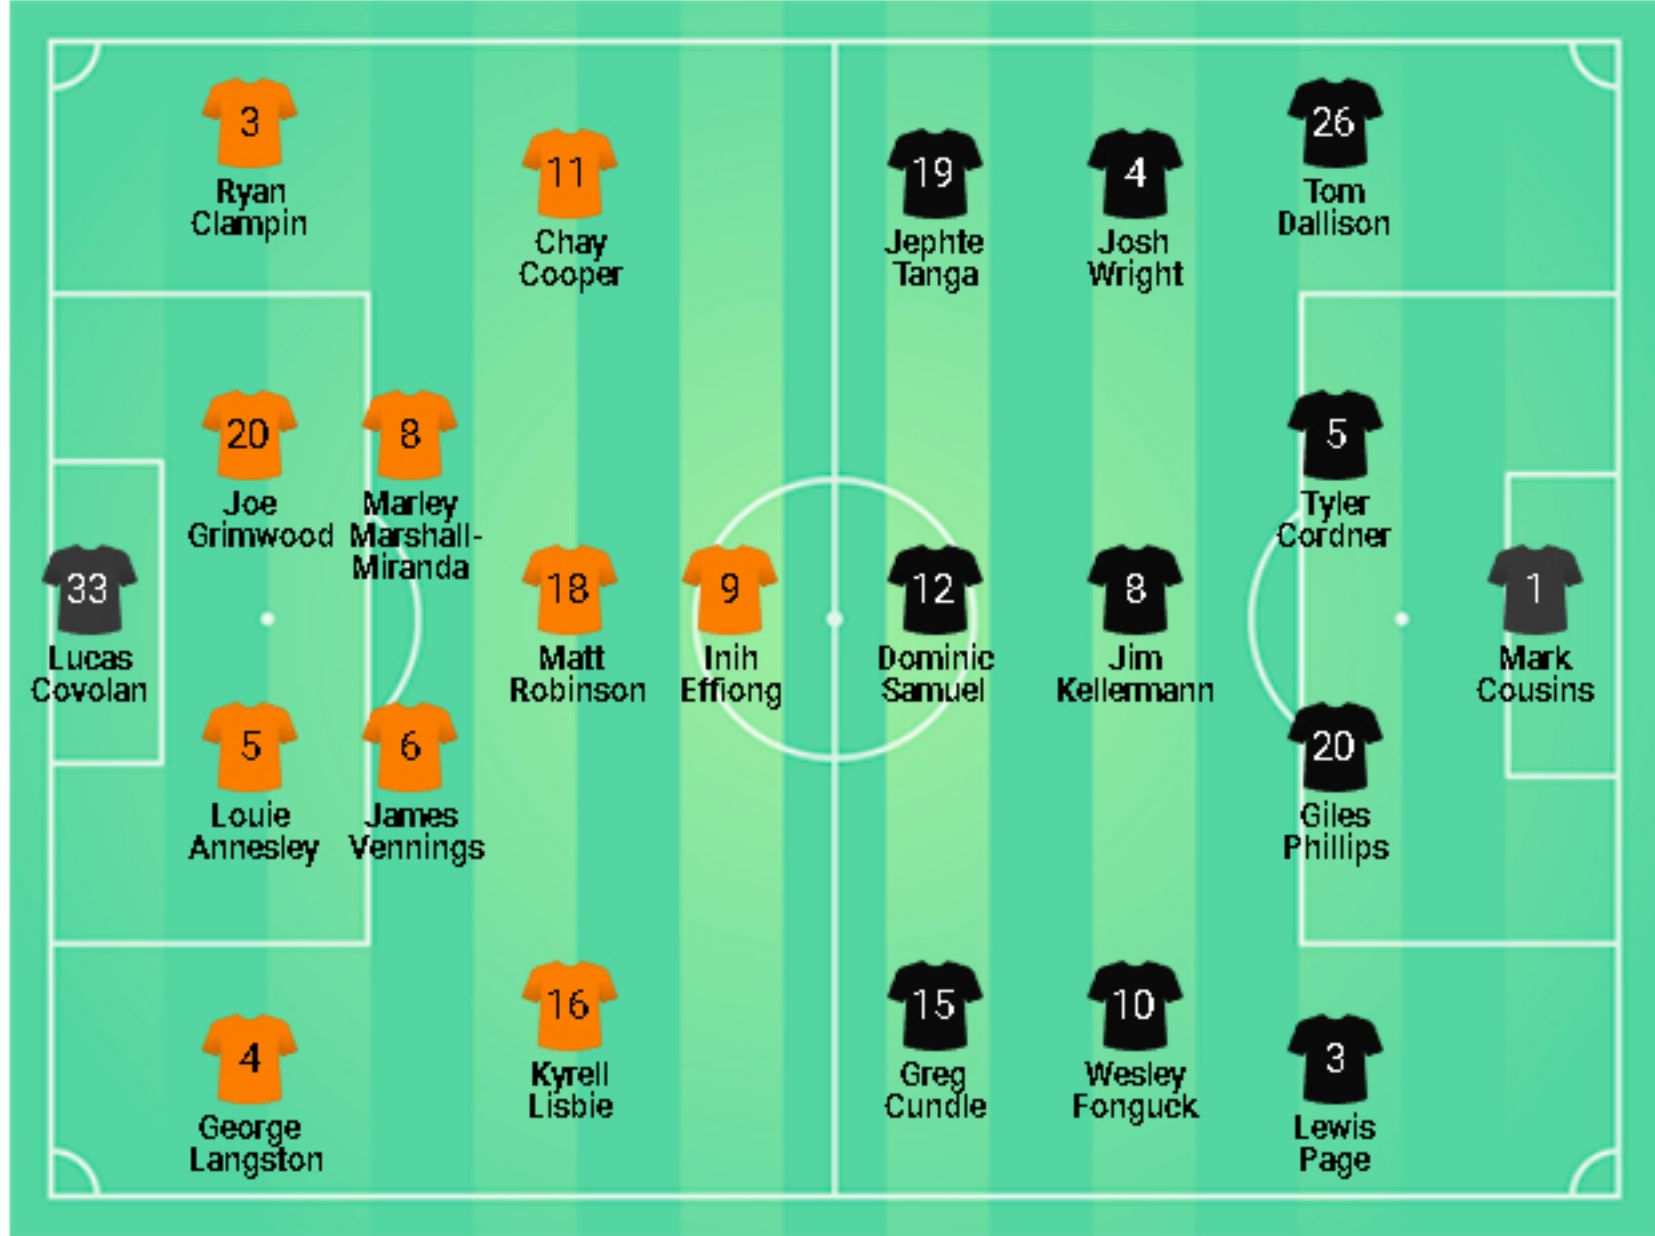 3
Ryan
Clampin
11
Chay
Cooper
19
Jephte
Tanga
4
Josh
Wright
26
Tom
Dallison
20
Joe
Grimwood
8
Marley
Marshall-
Miranda
5
Tyler
Cordner
33
Lucas
Covolan
18
Matt
Robinson
9
Inih
Effiong
12
Dominic
Samuel
8
Jim
Kellermann
1
Mark
Cousins
5
Louie
Annesley
6
James
Vennings
20
Giles
Phillips
4
George
Langston
16
Kyrell
Lisbie
15
Greg
Cundle
10
Wesley
Fonguck
3
Lewis
Page